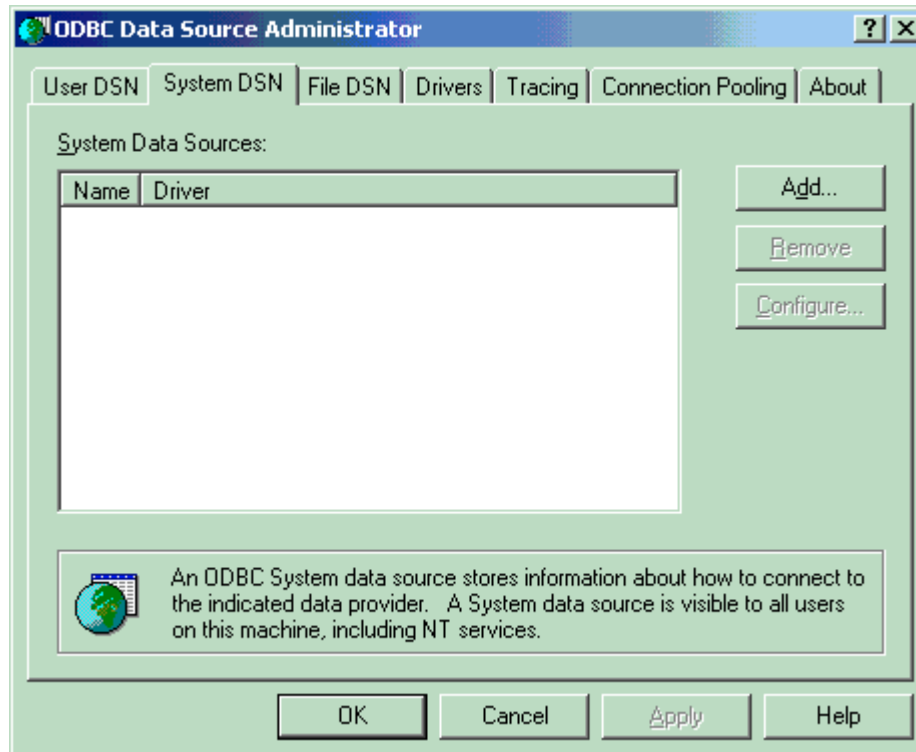 ODBC Data Source Administrator
User DSN System DSN File DSN Drivers Tracing Connection Pooling About
System Data Sources:
Name Driver
Add...
Remove
Configure...
An ODBC System data source stores information about how to connect to
the indicated data provider. A System data source is visible to all users
on this machine, including NT services.
OK Cancel Apply Help